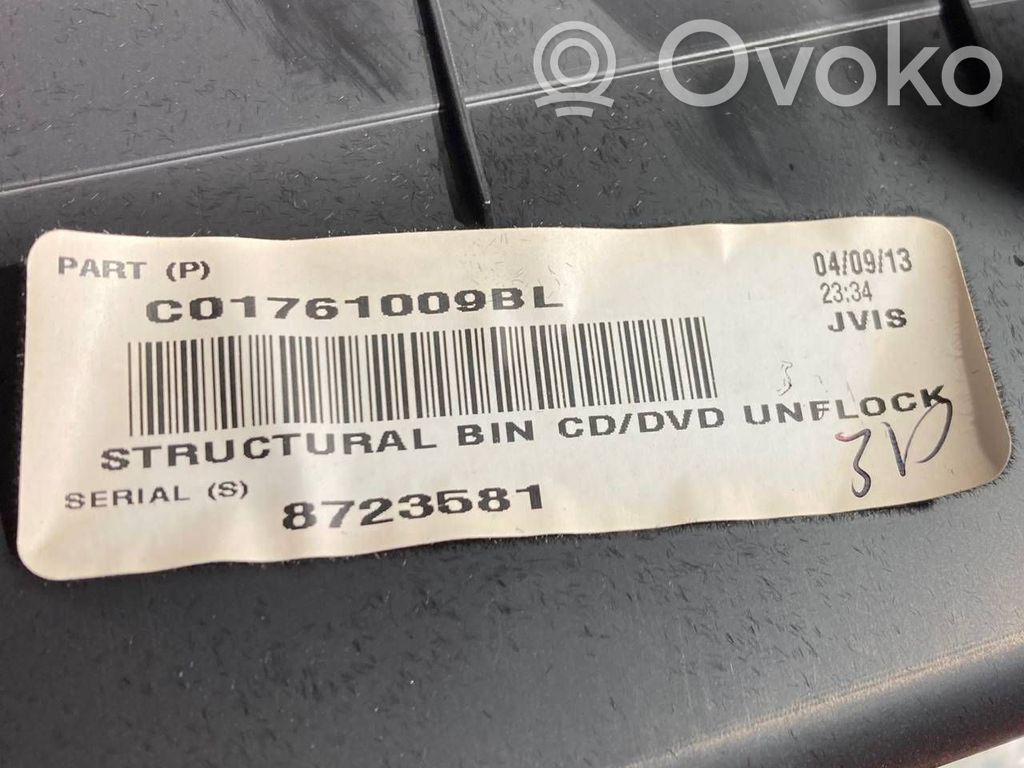 Ovoko
PART (P)
C01761009BL
04/09/13
23:34
JVIS
STRUCTURAL BIN CD/DVD UNFLOCK
SERIAL (S)
8723581